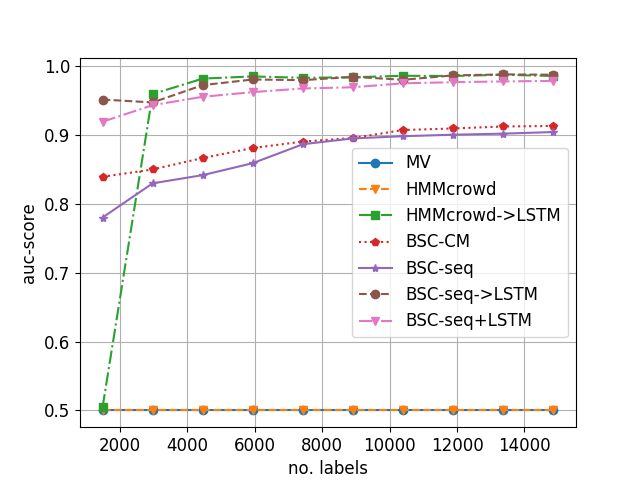 1.0
0.9
0.8
0.7
0.6
0.5
auc-score
MV
HMMcrowd
HMMcrowd->LSTM
BSC-CM
BSC-seq
BSC-seq->LSTM
BSC-seq+LSTM
2000 4000 6000 8000 10000 12000 14000
no. labels